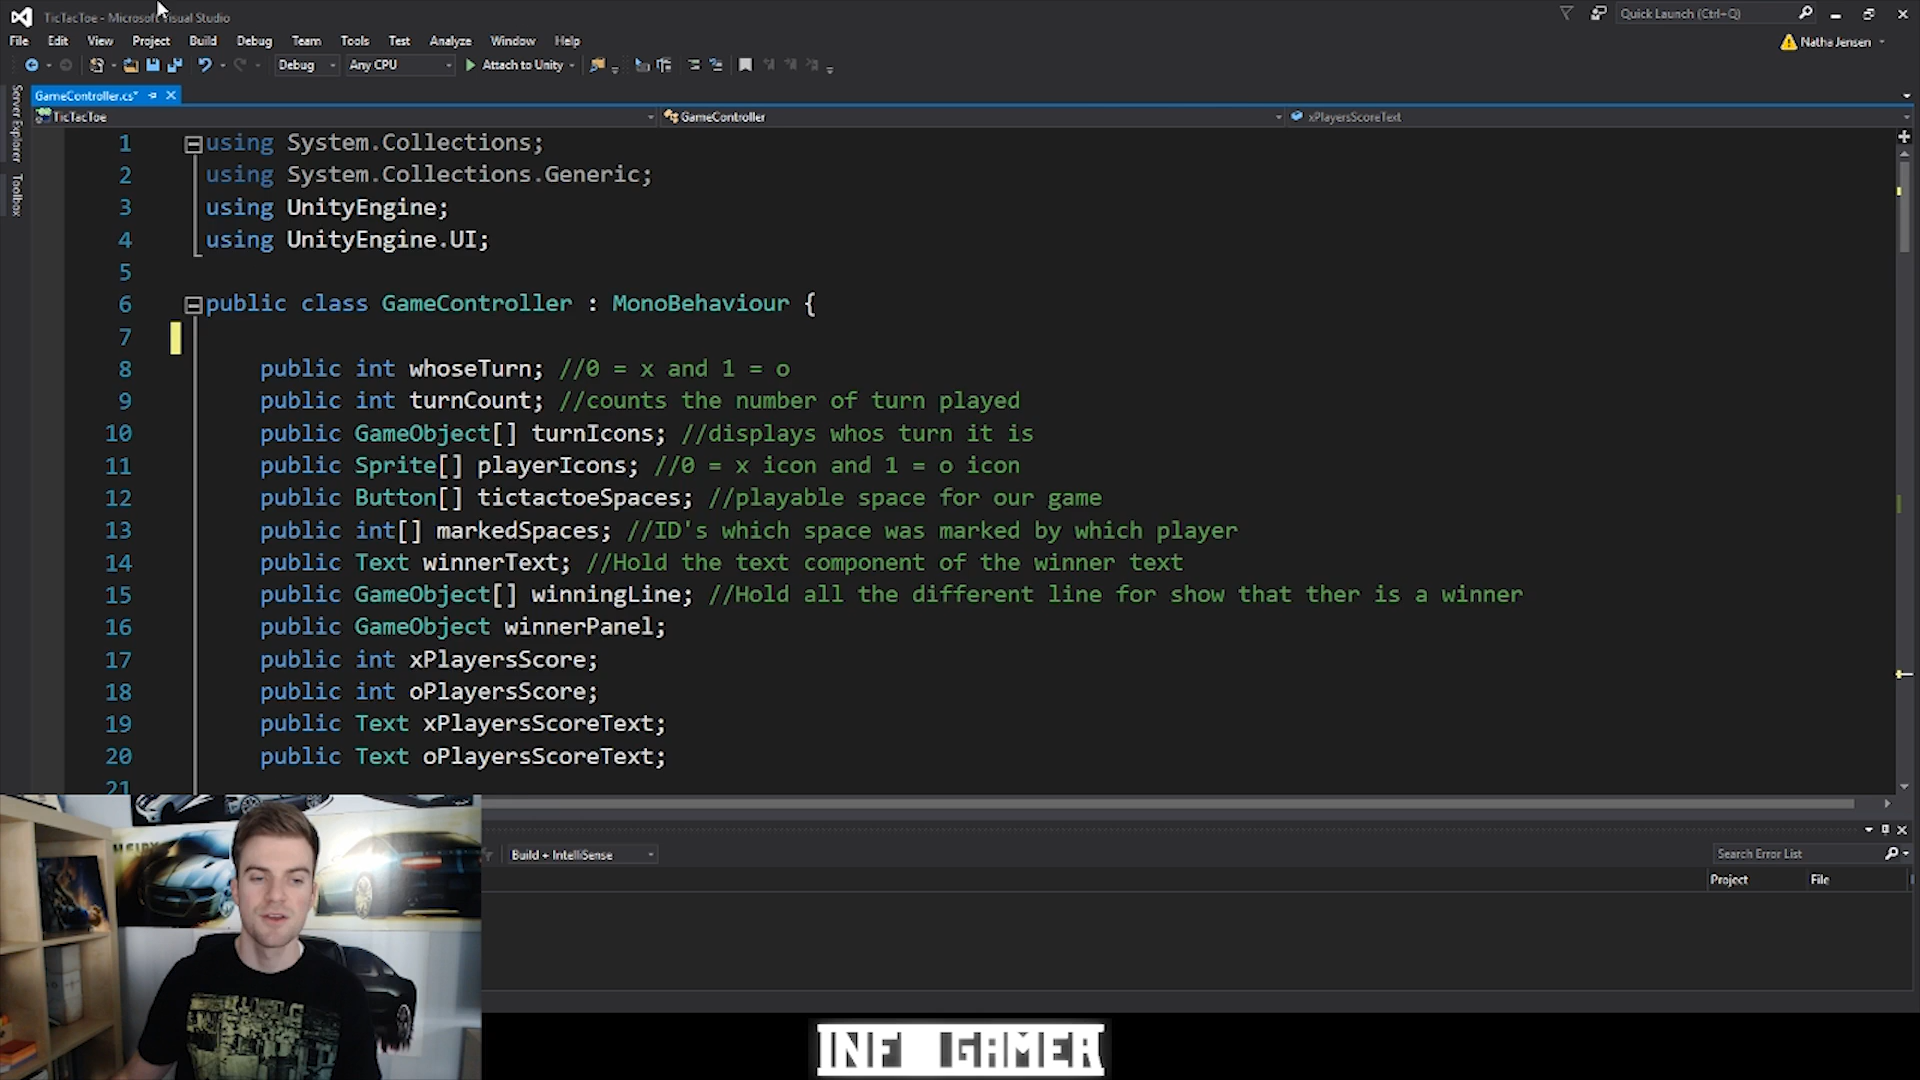 TicTacToe - Microsoft Visual Studio
Quick Launch (Ctrl+Q)
File Edit View Project Build Debug Team Tools Test Analyze Window Help
Natha Jensen
Debug Any CPU Attach to Unity
GameController.cs*
TicTacToe GameController xPlayersScoreText
Server Explorer
Toolbox
1 using System.Collections;
2 using System.Collections.Generic;
3 using UnityEngine;
4 using UnityEngine.UI;
5
6 public class GameController : MonoBehaviour {
7
8 public int whoseTurn; //0 = x and 1 = o
9 public int turnCount; //counts the number of turn played
10 public GameObject[] turnIcons; //displays whos turn it is
11 public Sprite[] playerIcons; //0 = x icon and 1 = o icon
12 public Button[] tictactoeSpaces; //playable space for our game
13 public int[] markedSpaces; //ID's which space was marked by which player
14 public Text winnerText; //Hold the text component of the winner text
15 public GameObject[] winningLine; //Hold all the different line for show that ther is a winner
16 public GameObject winnerPanel;
17 public int xPlayersScore;
18 public int oPlayersScore;
19 public Text xPlayersScoreText;
20 public Text oPlayersScoreText;
21
Build + IntelliSense
Search Error List
Project File
INF GAMER